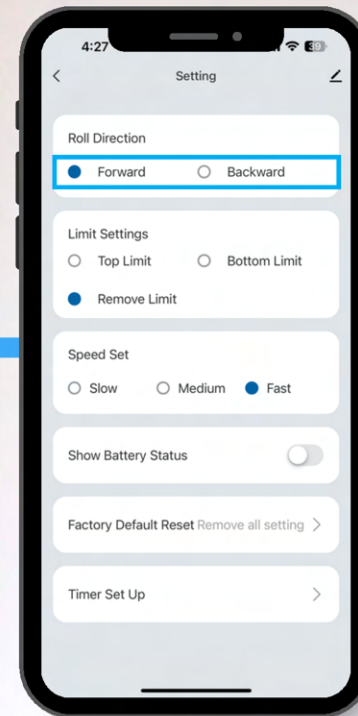 4:27
39
Setting
Roll Direction
Forward Backward
Limit Settings
Top Limit Bottom Limit
Remove Limit
Speed Set
Slow Medium Fast
Show Battery Status
Factory Default Reset Remove all setting
Timer Set Up